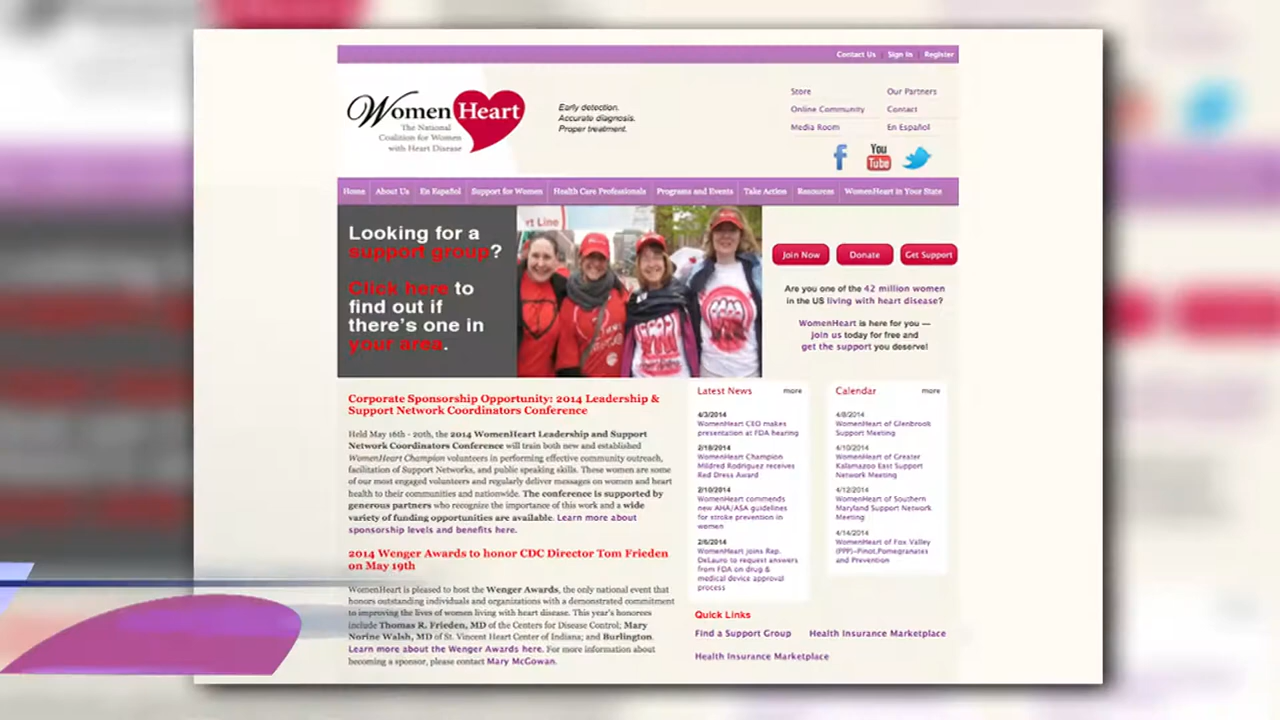 Contact Us | Sign In | Register
WomenHeart
The National
Coalition for Women
with Heart Disease
Early detection.
Accurate diagnosis.
Proper treatment.
Store
Our Partners
Online Community
Contact
Media Room
En Español
f
You
Tube
Home
About Us
En Español
Support for Women
Health Care Professionals
Programs and Events
Take Action
Resources
WomenHeart in Your State
Looking for a
support group?
Click here to
find out if
there's one in
your area.
rt Line
Join Now
Donate
Get Support
Are you one of the 42 million women
in the US living with heart disease?
WomenHeart is here for you —
join us today for free and
get the support you deserve!
Corporate Sponsorship Opportunity: 2014 Leadership &
Support Network Coordinators Conference
Held May 16th - 20th, the 2014 WomenHeart Leadership and Support
Network Coordinators Conference will train both new and established
WomenHeart Champion volunteers in performing effective community outreach,
facilitation of Support Networks, and public speaking skills. These women are some
of our most engaged volunteers and regularly deliver messages on women and heart
health to their communities and nationwide. The conference is supported by
generous partners who recognize the importance of this work and a wide
variety of funding opportunities are available. Learn more about
sponsorship levels and benefits here.
2014 Wenger Awards to honor CDC Director Tom Frieden
on May 19th
WomenHeart is pleased to host the Wenger Awards, the only national event that
honors outstanding individuals and organizations with a demonstrated commitment
to improving the lives of women living with heart disease. This year's honorees
include Thomas R. Frieden, MD of the Centers for Disease Control; Mary
Norine Walsh, MD of St. Vincent Heart Center of Indiana; and Burlington.
Learn more about the Wenger Awards here. For more information about
becoming a sponsor, please contact Mary McGowan.
Latest News
more
4/3/2014
WomenHeart CEO makes
presentation at FDA hearing
2/18/2014
WomenHeart Champion
Mildred Rodriguez receives
Red Dress Award
2/10/2014
WomenHeart commends
new AHA/ASA guidelines
for stroke prevention in
women
2/6/2014
WomenHeart joins Rep.
DeLauro to request answers
from FDA on drug &
medical device approval
process
Calendar
more
4/8/2014
WomenHeart of Glenbrook
Support Meeting
4/10/2014
WomenHeart of Greater
Kalamazoo East Support
Network Meeting
4/12/2014
WomenHeart of Southern
Maryland Support Network
Meeting
4/14/2014
WomenHeart of Fox Valley
(PPP)-Pinot,Pomegranates
and Prevention
Quick Links
Find a Support Group
Health Insurance Marketplace
Health Insurance Marketplace